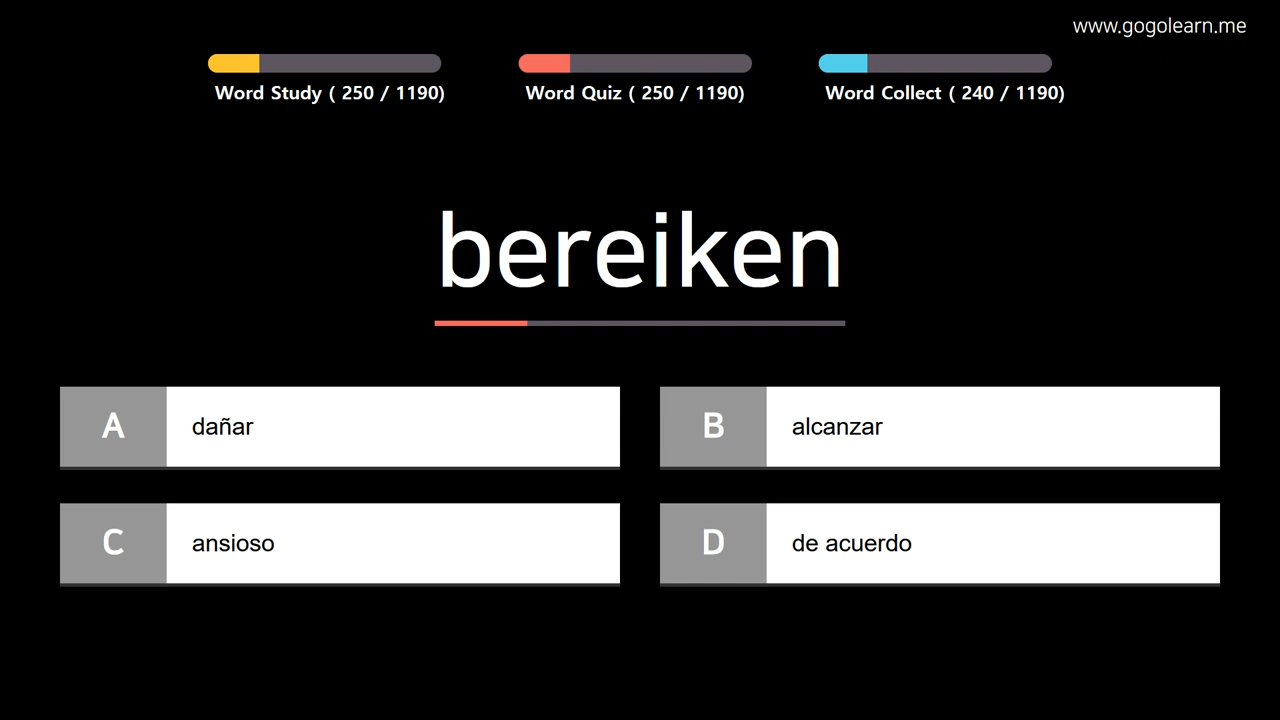 www.gogolearn.me
Word Study ( 250 / 1190)
Word Quiz ( 250 / 1190)
Word Collect ( 240 / 1190)
bereiken
A dañar
B alcanzar
C ansioso
D de acuerdo